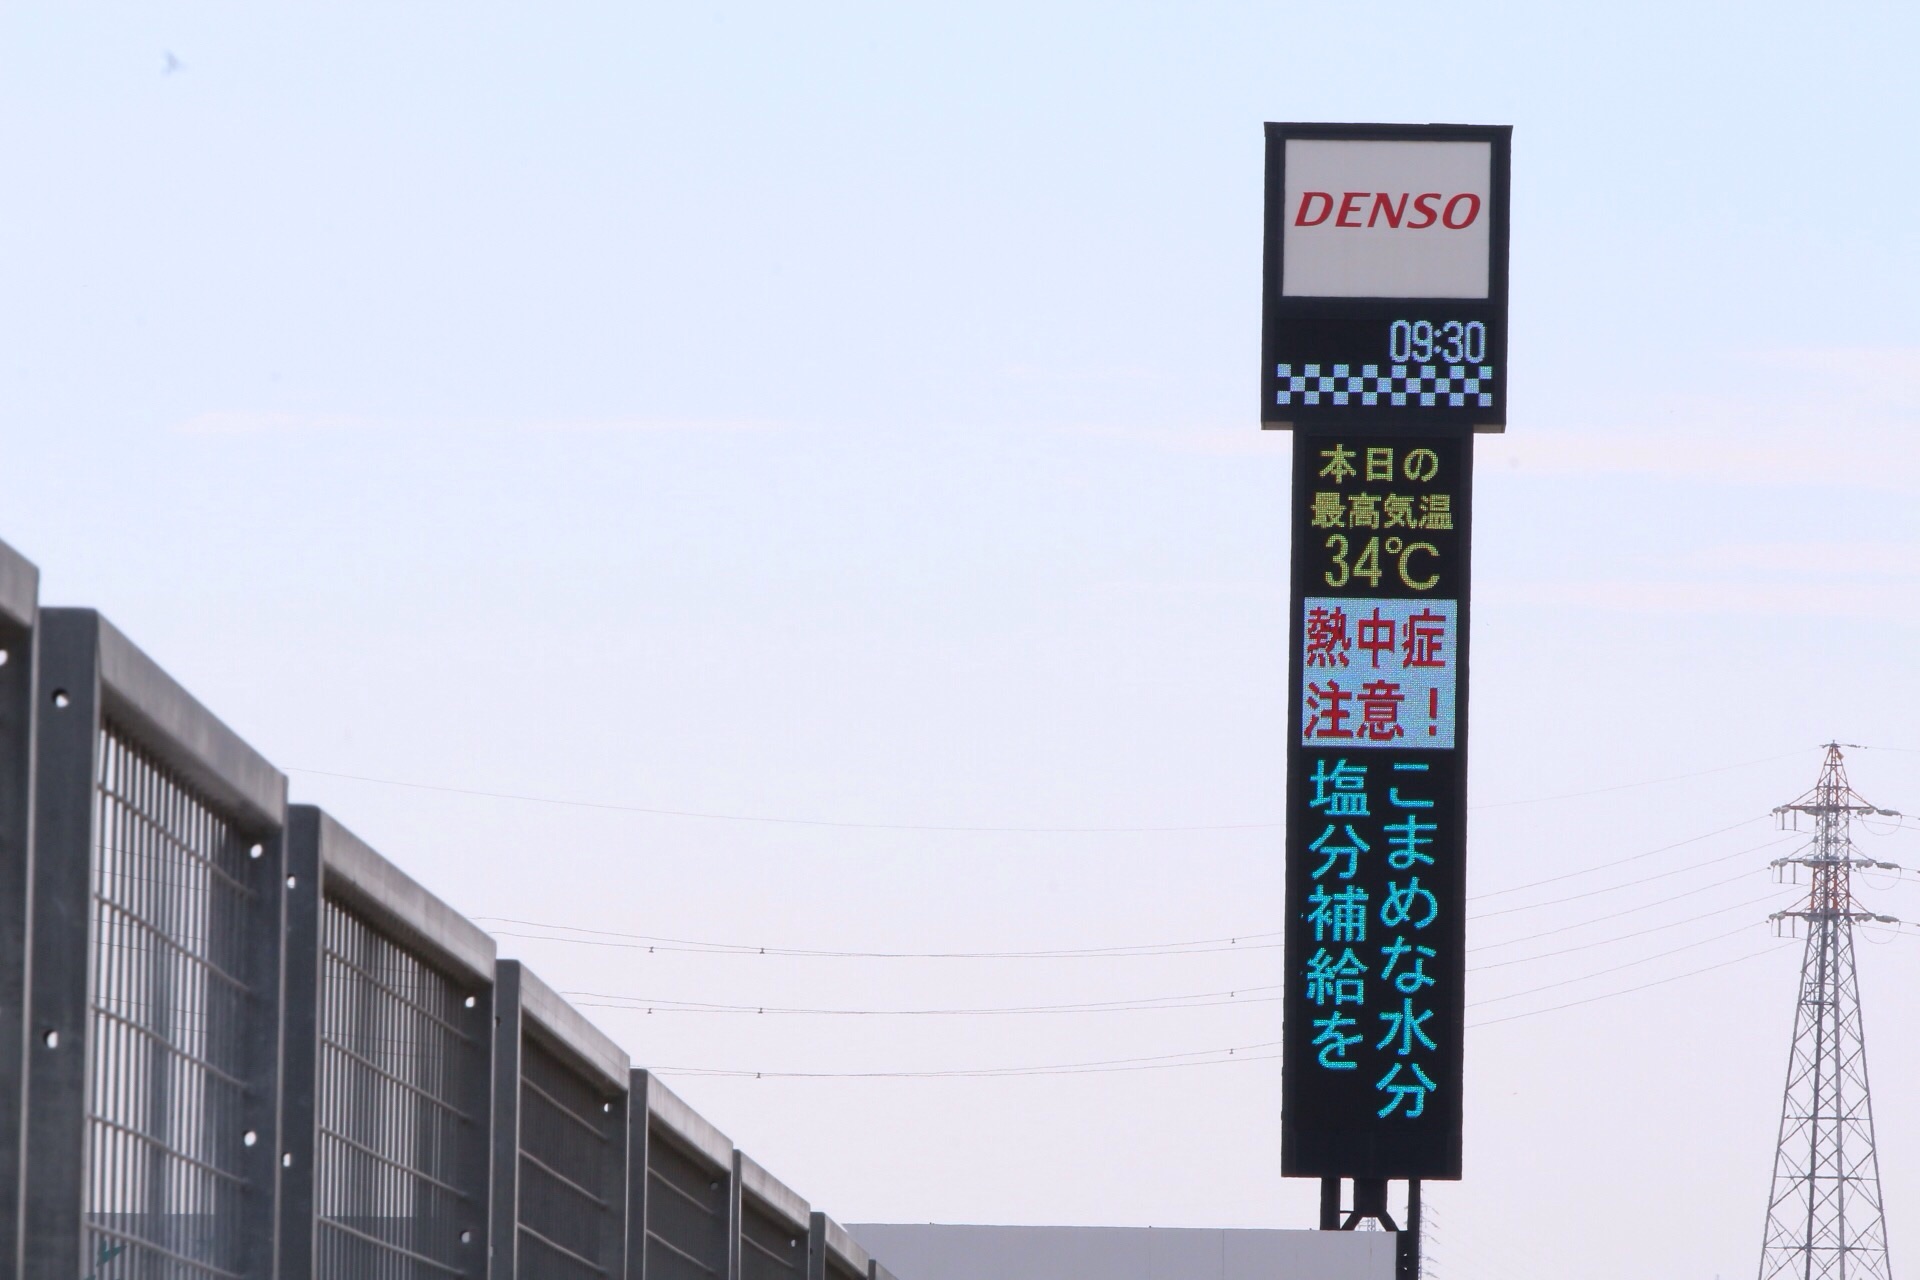 DENSO
09:30
本日の
最高気温
34℃
熱中症
注意！
こまめな水分
塩分補給を